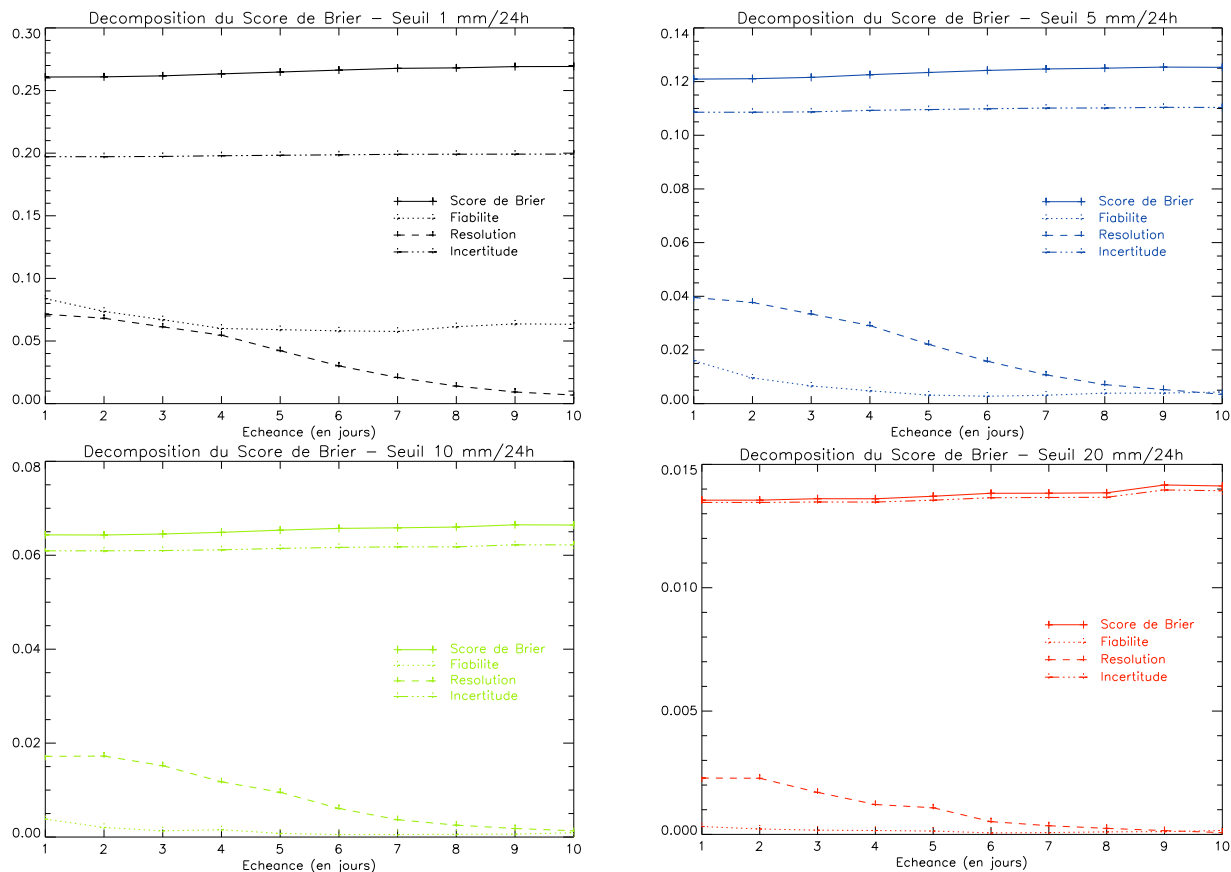 Decomposition du Score de Brier – Seuil 1 mm/24h
0.30
0.25
0.20
0.15
0.10
0.05
0.00
Score de Brier
Fiabilite
Resolution
Incertitude
1 2 3 4 5 6 7 8 9 10
Echeance (en jours)
Decomposition du Score de Brier – Seuil 5 mm/24h
0.14
0.12
0.10
0.08
0.06
0.04
0.02
0.00
Score de Brier
Fiabilite
Resolution
Incertitude
1 2 3 4 5 6 7 8 9 10
Echeance (en jours)
Decomposition du Score de Brier – Seuil 10 mm/24h
0.08
0.06
0.04
0.02
0.00
Score de Brier
Fiabilite
Resolution
Incertitude
1 2 3 4 5 6 7 8 9 10
Echeance (en jours)
Decomposition du Score de Brier – Seuil 20 mm/24h
0.015
0.010
0.005
0.000
Score de Brier
Fiabilite
Resolution
Incertitude
1 2 3 4 5 6 7 8 9 10
Echeance (en jours)